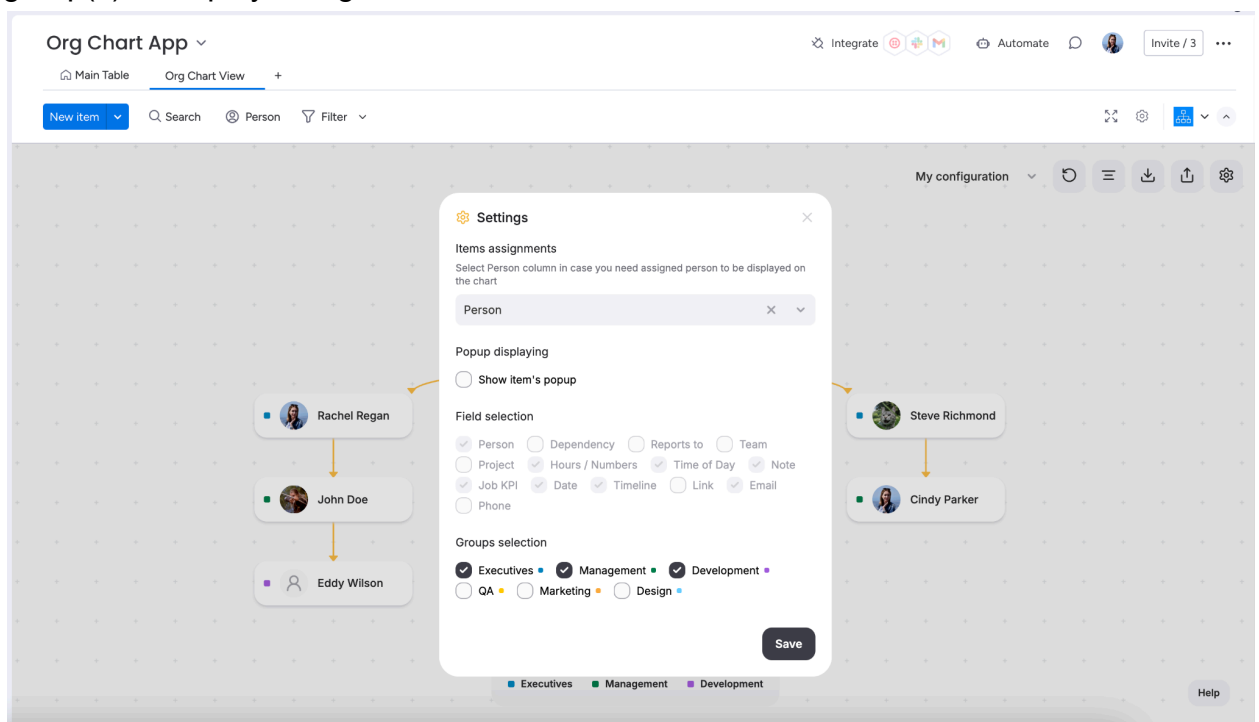 Org Chart App
Integrate
Automate
Invite / 3
Main Table
Org Chart View
+
New item
Search
Person
Filter
My configuration
Settings
Items assignments
Select Person column in case you need assigned person to be displayed on
the chart
Person
Popup displaying
Show item's popup
Rachel Regan
Steve Richmond
Field selection
Person Dependency Reports to Team
Project Hours / Numbers Time of Day Note
Job KPI Date Timeline Link Email
Phone
John Doe
Cindy Parker
Groups selection
Executives Management Development
QA Marketing Design
Eddy Wilson
Save
Executives Management Development
Help